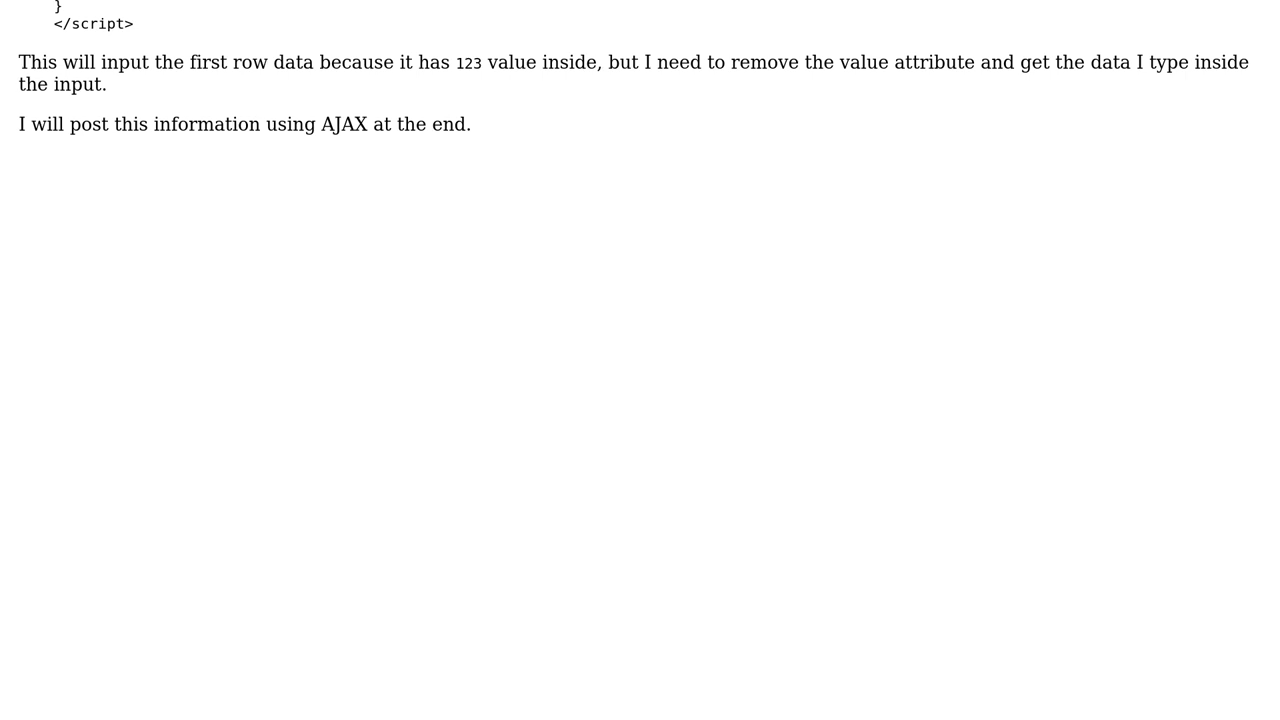 }
</script>
This will input the first row data because it has 123 value inside, but I need to remove the value attribute and get the data I type inside
the input.
I will post this information using AJAX at the end.